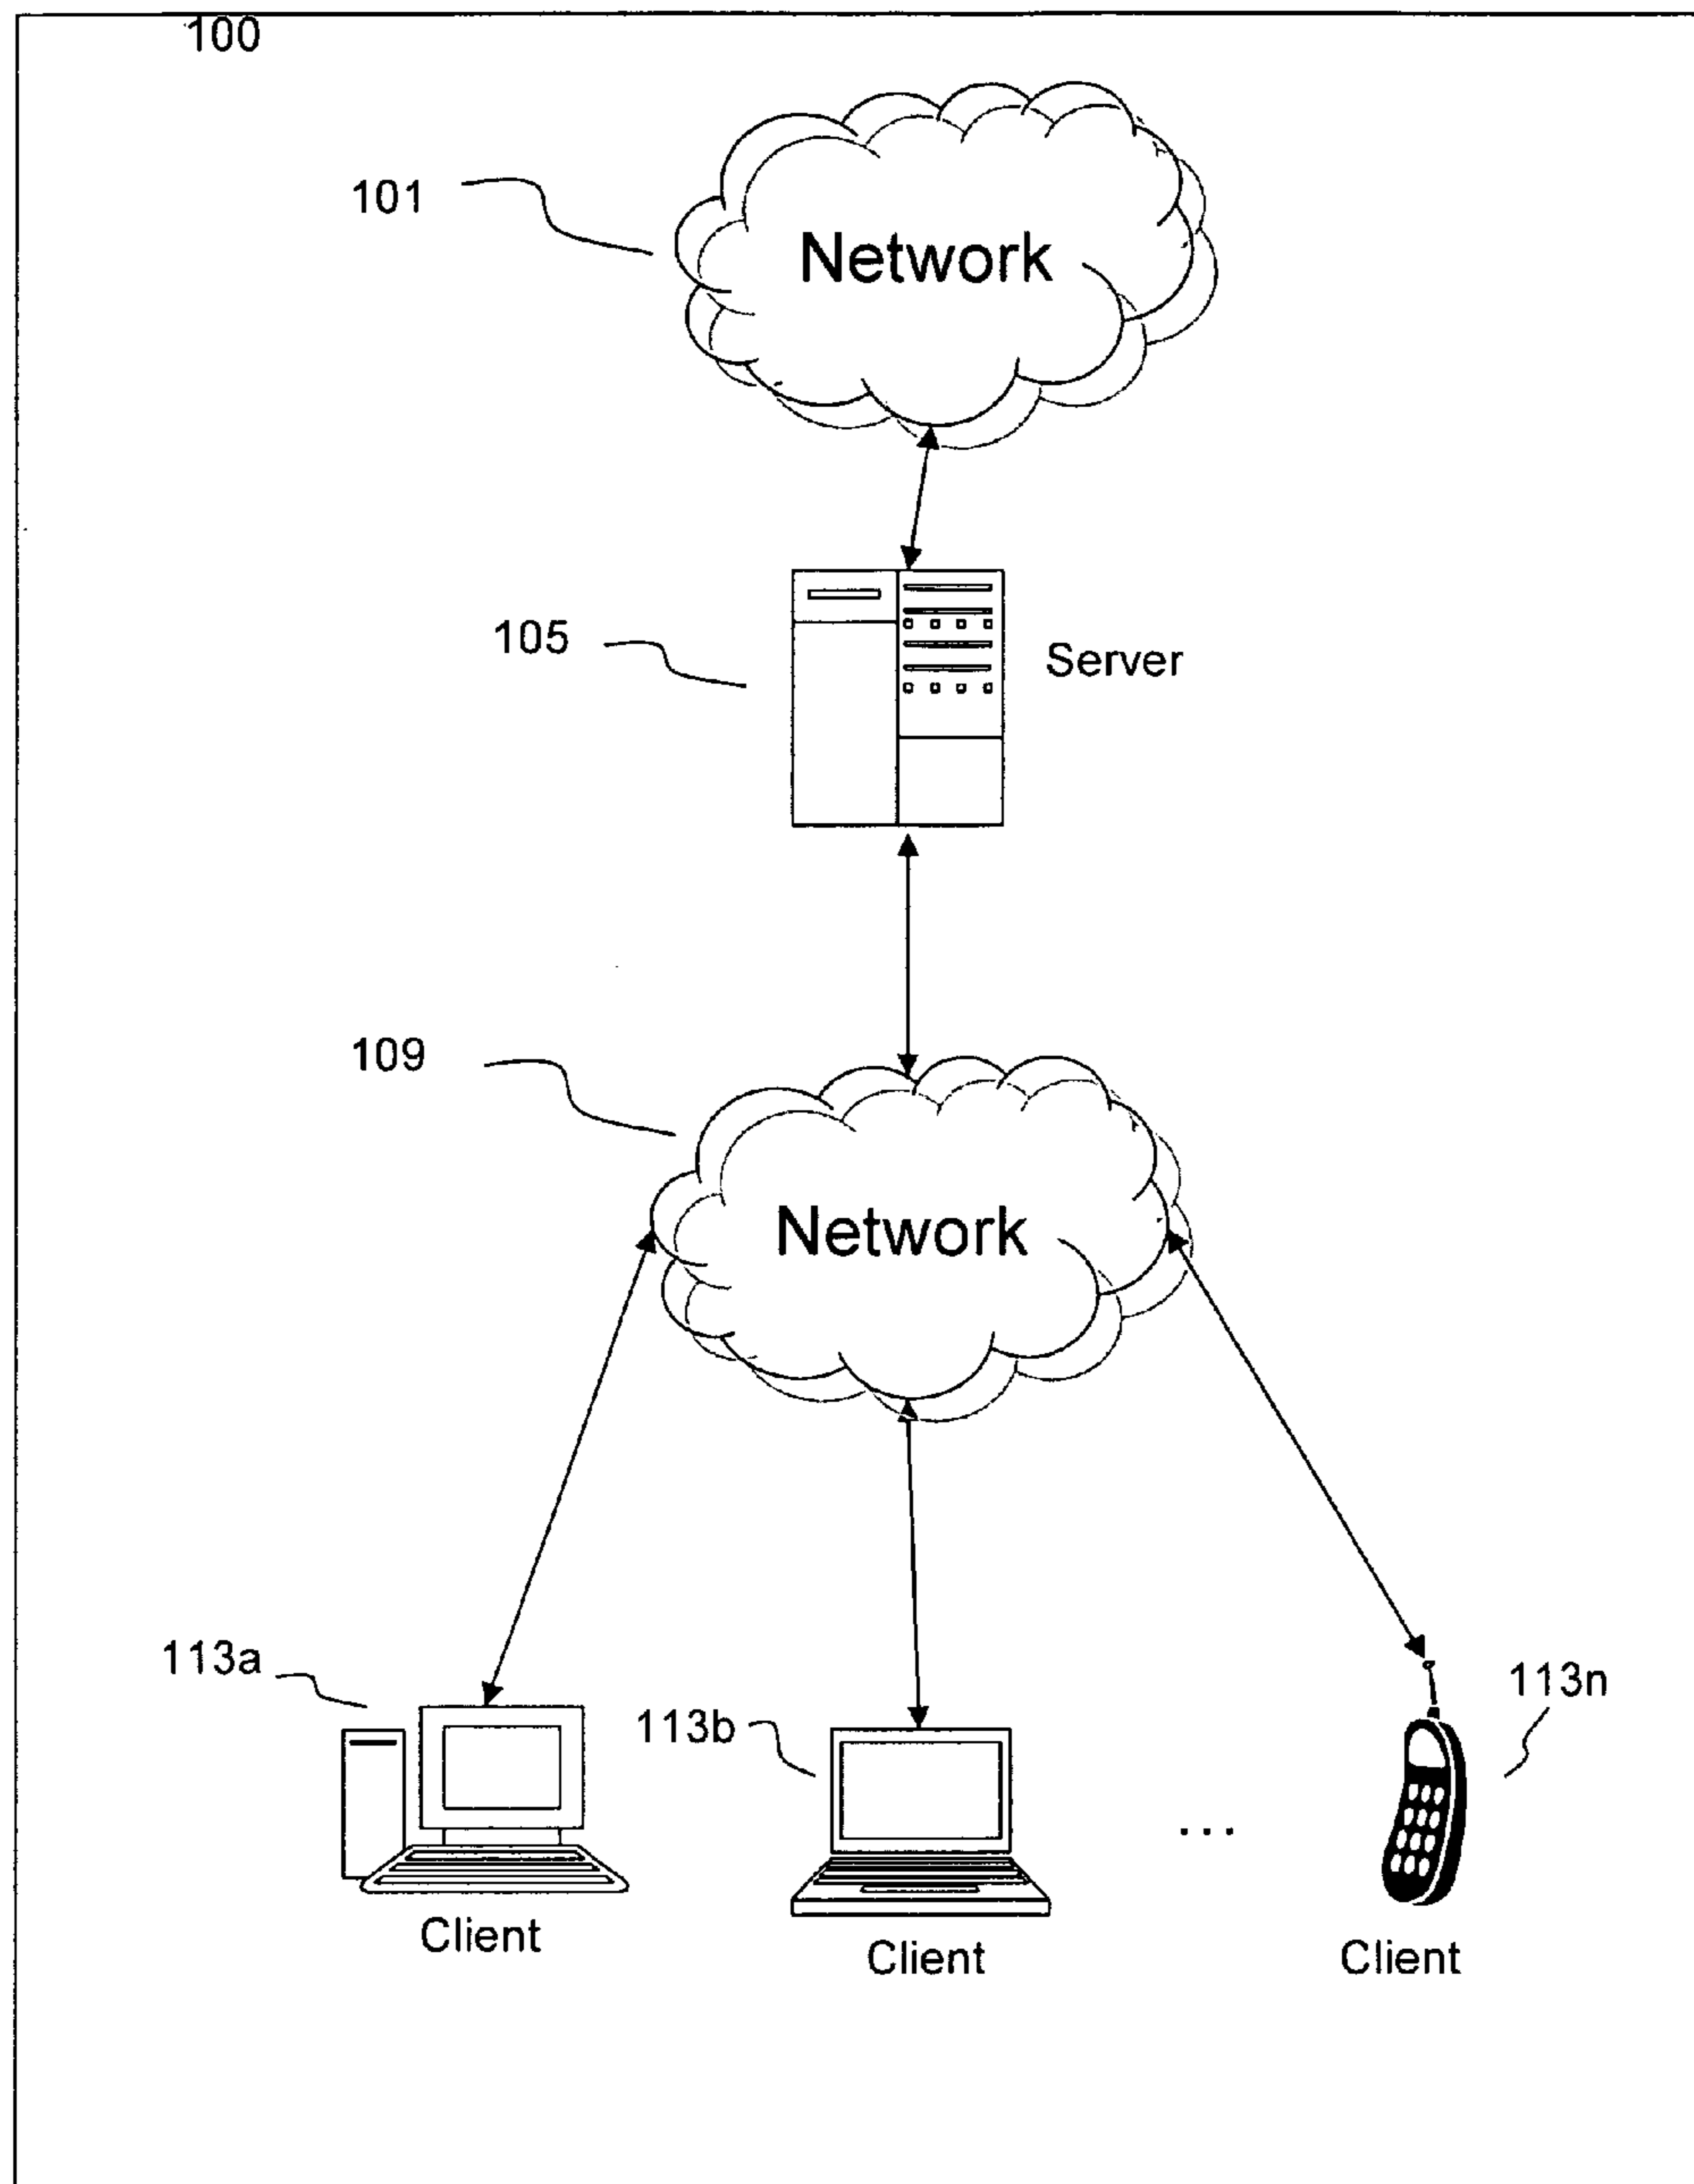 100
101
Network
105
Server
109
Network
113a
113b
113n
...
Client
Client
Client